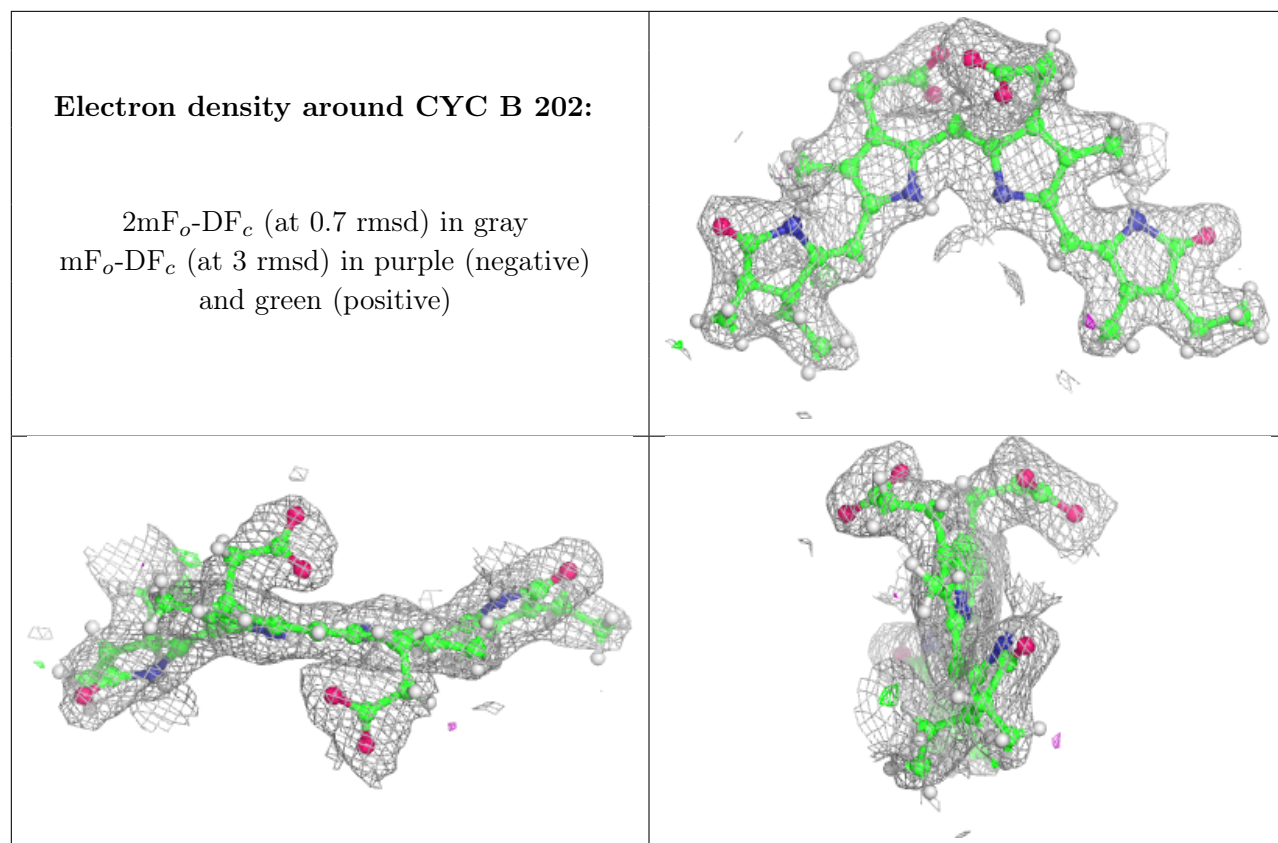 Electron density around CYC B 202:
2mFo-DFc (at 0.7 rmsd) in gray
mFo-DFc (at 3 rmsd) in purple (negative)
and green (positive)